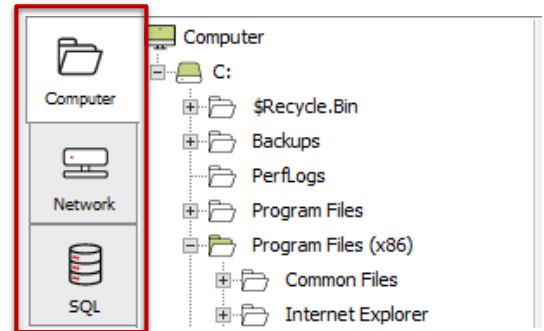 Computer
Network
SQL
Computer
C:
$Recycle.Bin
Backups
PerfLogs
Program Files
Program Files (x86)
Common Files
Internet Explorer